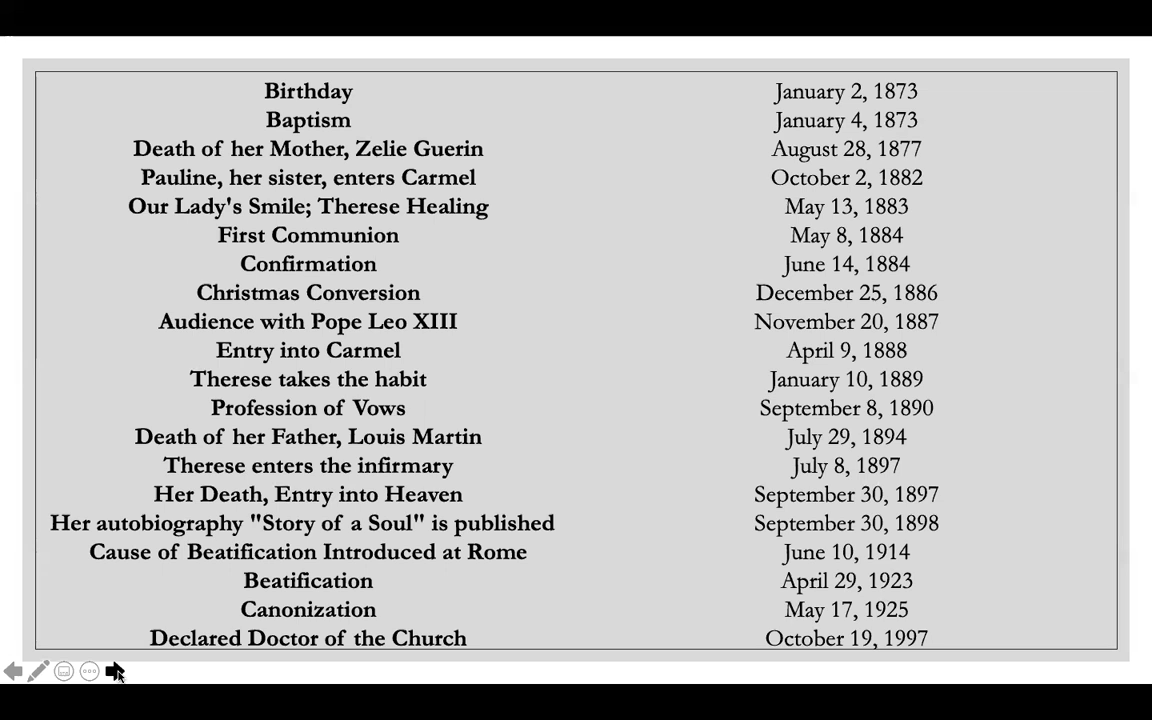 Birthday January 2, 1873
Baptism January 4, 1873
Death of her Mother, Zelie Guerin August 28, 1877
Pauline, her sister, enters Carmel October 2, 1882
Our Lady's Smile; Therese Healing May 13, 1883
First Communion May 8, 1884
Confirmation June 14, 1884
Christmas Conversion December 25, 1886
Audience with Pope Leo XIII November 20, 1887
Entry into Carmel April 9, 1888
Therese takes the habit January 10, 1889
Profession of Vows September 8, 1890
Death of her Father, Louis Martin July 29, 1894
Therese enters the infirmary July 8, 1897
Her Death, Entry into Heaven September 30, 1897
Her autobiography "Story of a Soul" is published September 30, 1898
Cause of Beatification Introduced at Rome June 10, 1914
Beatification April 29, 1923
Canonization May 17, 1925
Declared Doctor of the Church October 19, 1997